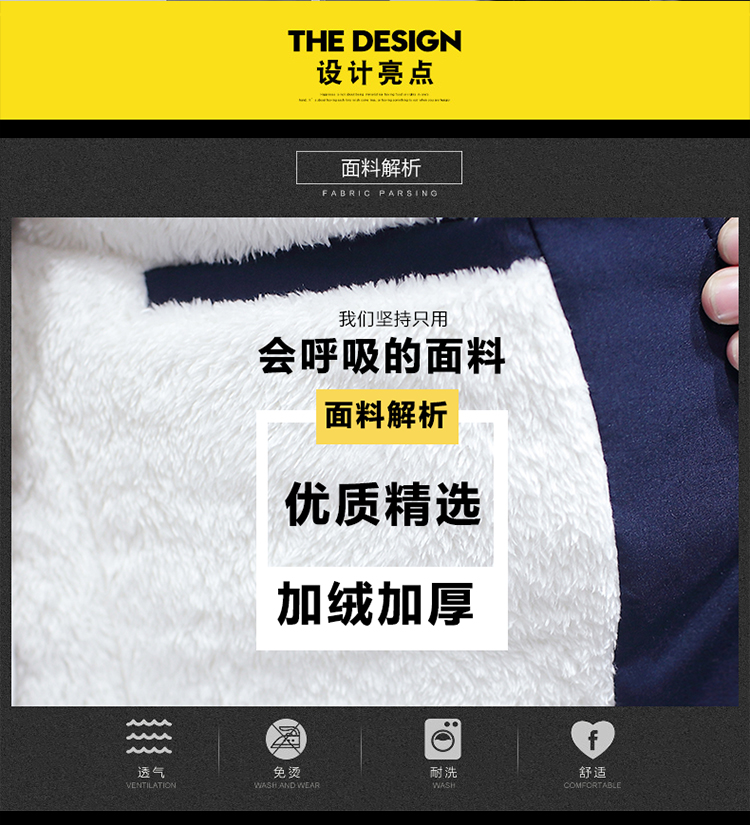 THE DESIGN
设计亮点
面料解析
FABRIC PARSING
我们坚持只用
会呼吸的面料
面料解析
优质精选
加绒加厚
透气
VENTILATION
免烫
WASH AND WEAR
耐洗
WASH
舒适
COMFORTABLE